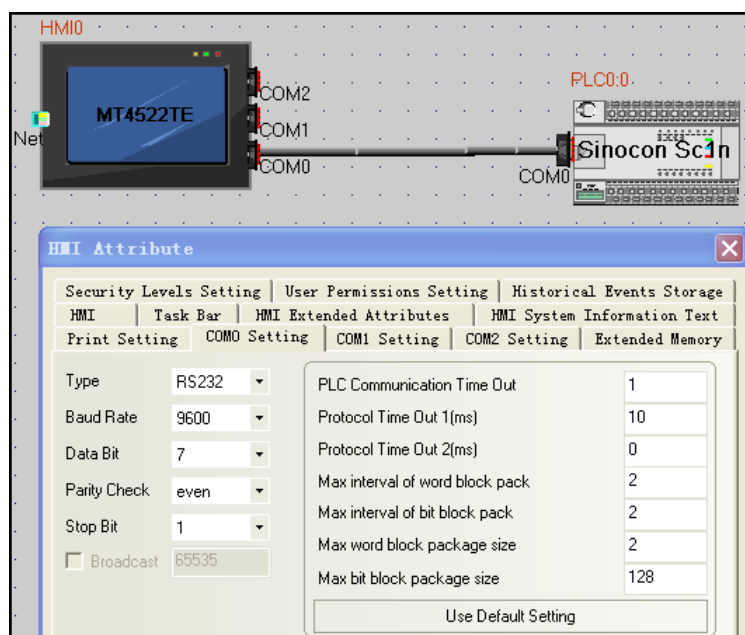 HMI0
MT4522TE
Net
COM2
COM1
COM0
PLC0:0
Sinocon Sc1n
COM0
HMI Attribute
Security Levels Setting User Permissions Setting Historical Events Storage
HMI Task Bar HMI Extended Attributes HMI System Information Text
Print Setting COM0 Setting COM1 Setting COM2 Setting Extended Memory
Type RS232
Baud Rate 9600
Data Bit 7
Parity Check even
Stop Bit 1
Broadcast 65535
PLC Communication Time Out 1
Protocol Time Out 1(ms) 10
Protocol Time Out 2(ms) 0
Max interval of word block pack 2
Max interval of bit block pack 2
Max word block package size 2
Max bit block package size 128
Use Default Setting